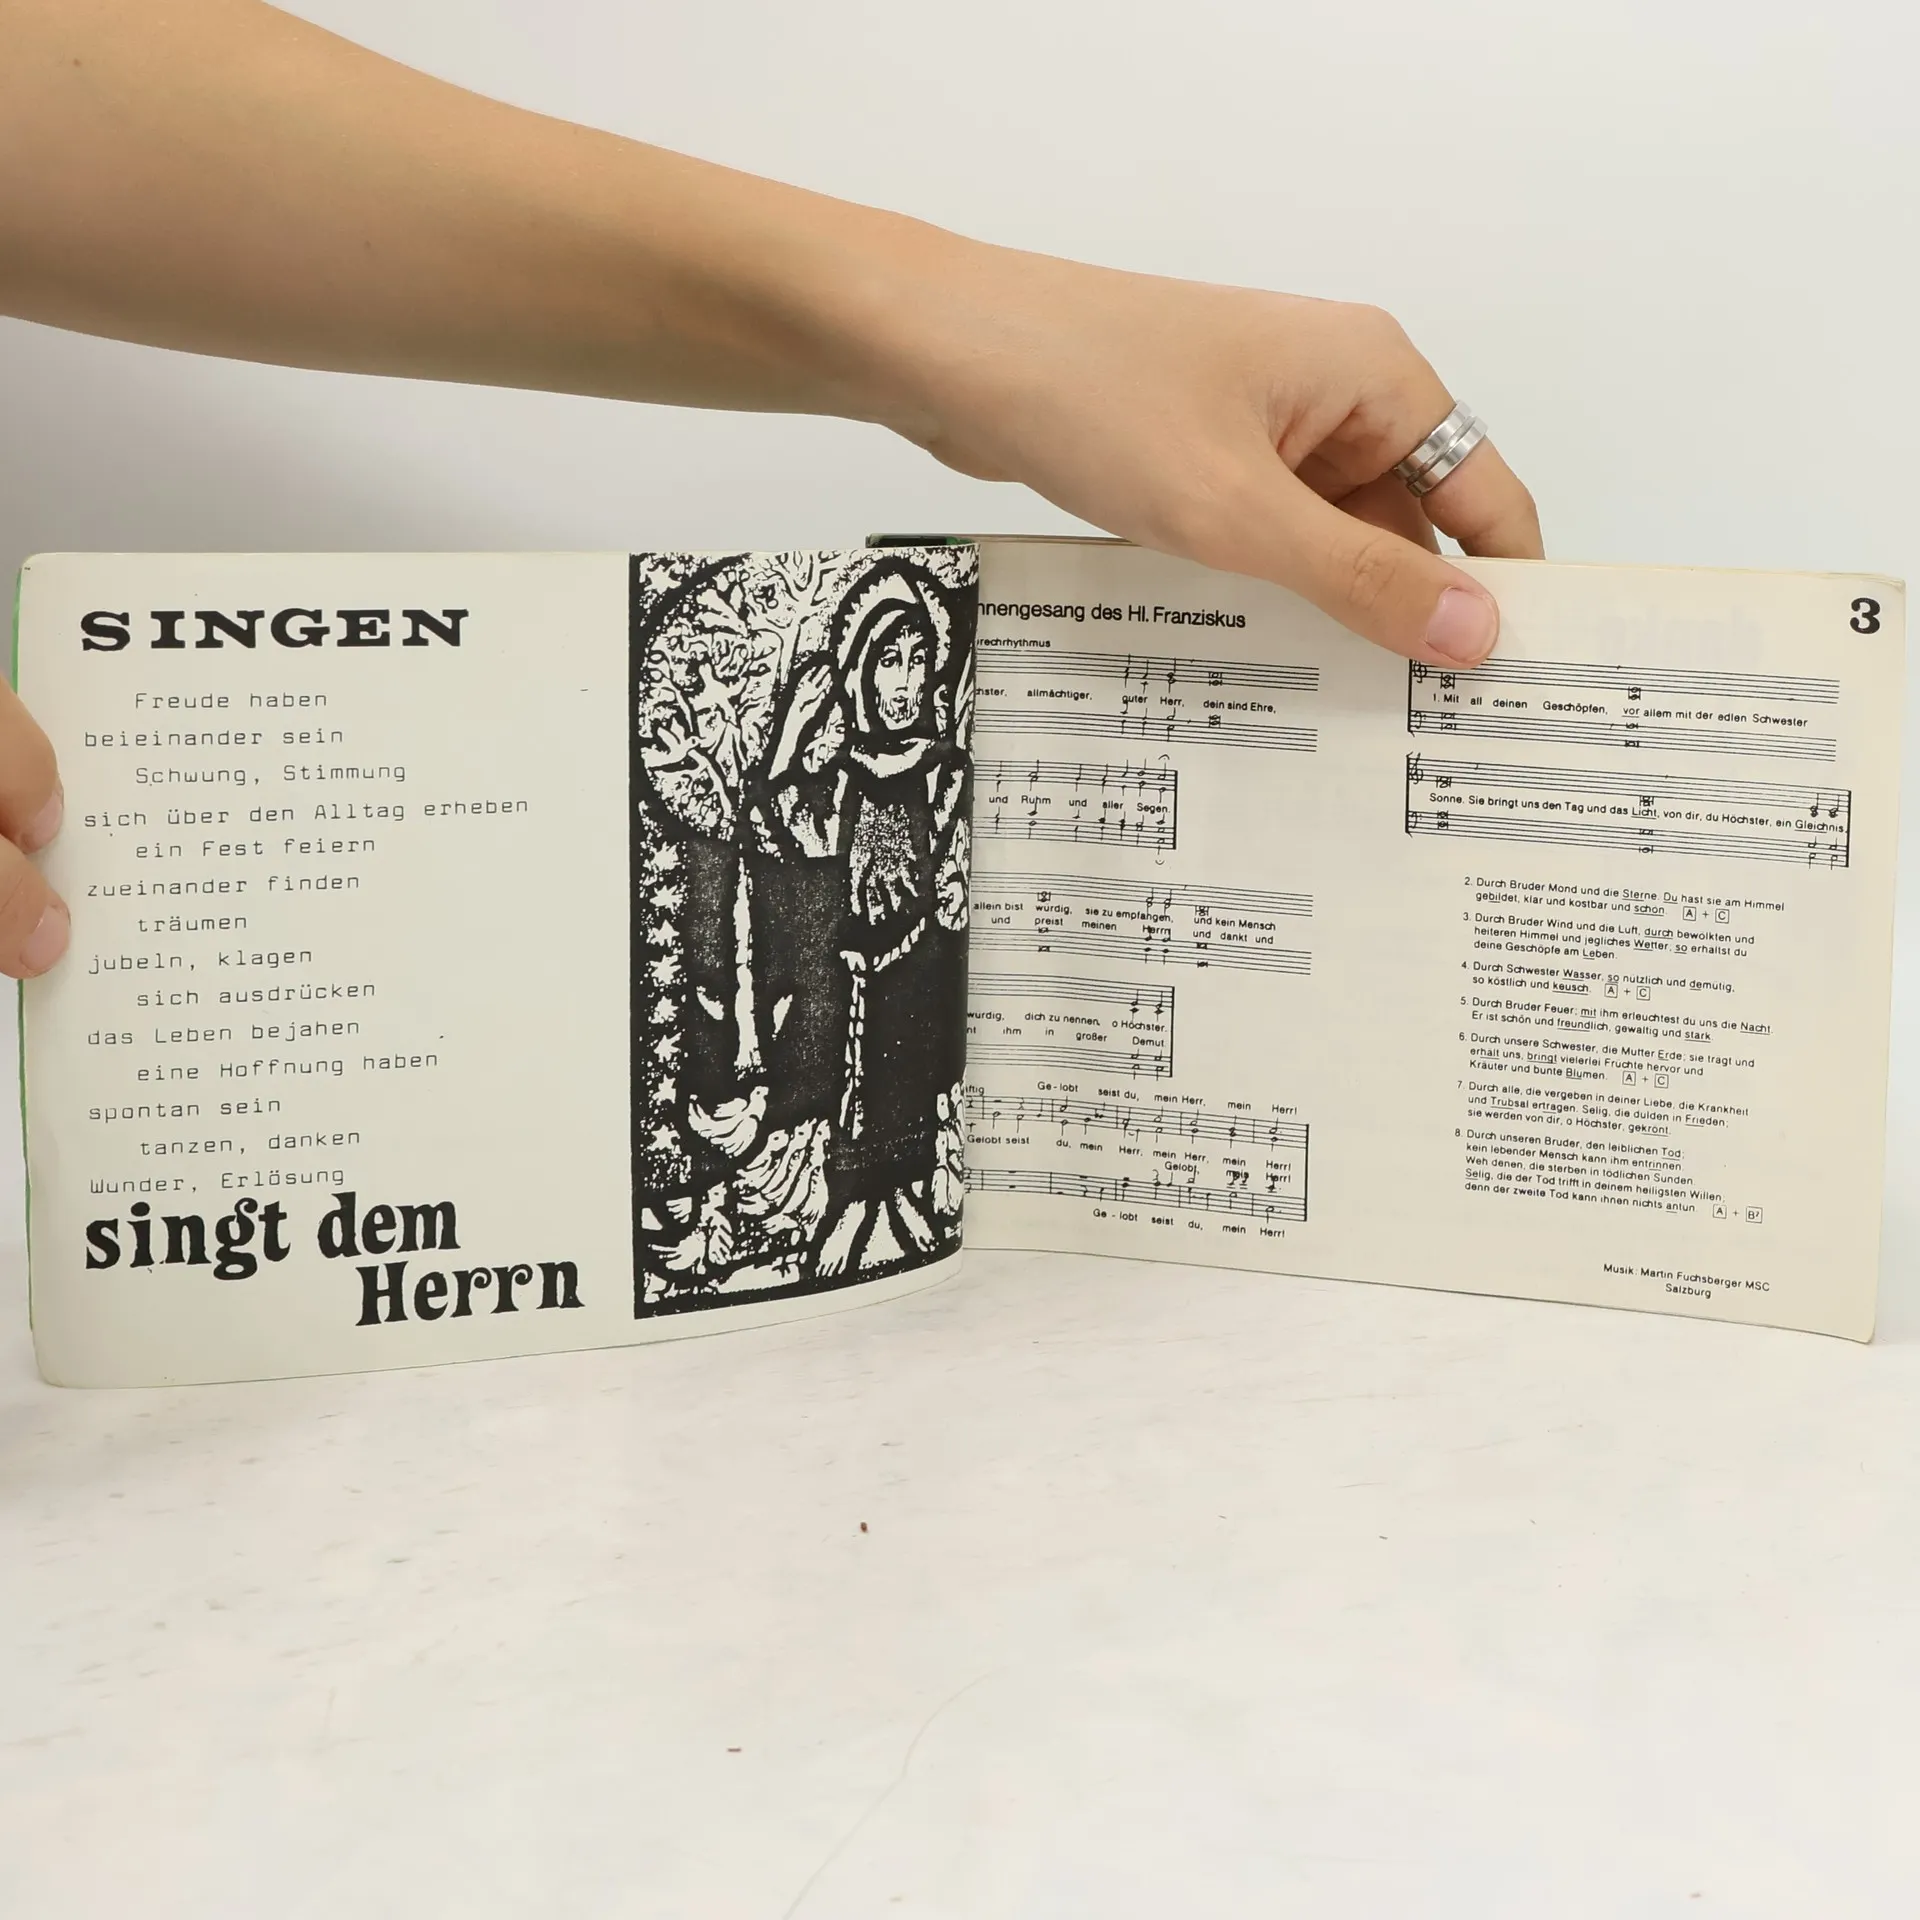 SINGEN
Freude haben
beieinander sein
Schwung, Stimmung
sich über den Alltag erheben
ein Fest feiern
zueinander finden
träumen
jubeln, klagen
sich ausdrücken
das Leben bejahen
eine Hoffnung haben
spontan sein
tanzen, danken
Wunder, Erlösung
singt dem
Herrn
nnengesang des Hl. Franziskus
rechrhythmus
hster, allmächtiger, guter Herr, dein sind Ehre,
und Ruhm und aller Segen.
allein bist würdig, sie zu empfangen, und kein Mensch
und preist meinen Herrn und dankt und
würdig, dich zu nennen, o Höchster.
nt ihm in großer Demut.
ftig Ge-lobt seist du, mein Herr, mein Herr!
Gelobt seist du, mein Herr, mein Herr, mein Herr!
Gelobt, mein Herr!
Ge-lobt seist du, mein Herr!
3
1. Mit all deinen Geschöpfen, vor allem mit der edlen Schwester
Sonne. Sie bringt uns den Tag und das Licht, von dir, du Höchster, ein Gleichnis.
2. Durch Bruder Mond und die Sterne. Du hast sie am Himmel
gebildet, klar und kostbar und schön. A + C
3. Durch Bruder Wind und die Luft, durch bewölkten und
heiteren Himmel und jegliches Wetter; so erhältst du
deine Geschöpfe am Leben.
4. Durch Schwester Wasser, so nützlich und demütig,
so köstlich und keusch. A + C
5. Durch Bruder Feuer; mit ihm erleuchtest du uns die Nacht.
Er ist schön und freundlich, gewaltig und stark.
6. Durch unsere Schwester, die Mutter Erde; sie trägt und
erhält uns, bringt vielerlei Früchte hervor und
Kräuter und bunte Blumen. A + C
7. Durch alle, die vergeben in deiner Liebe, die Krankheit
und Trübsal ertragen. Selig, die dulden in Frieden;
sie werden von dir, o Höchster, gekrönt.
8. Durch unseren Bruder, den leiblichen Tod;
kein lebender Mensch kann ihm entrinnen.
Weh denen, die sterben in tödlichen Sünden.
Selig, die der Tod trifft in deinem heiligsten Willen;
denn der zweite Tod kann ihnen nichts antun. A + B²
Musik: Martin Fuchsberger MSC
Salzburg